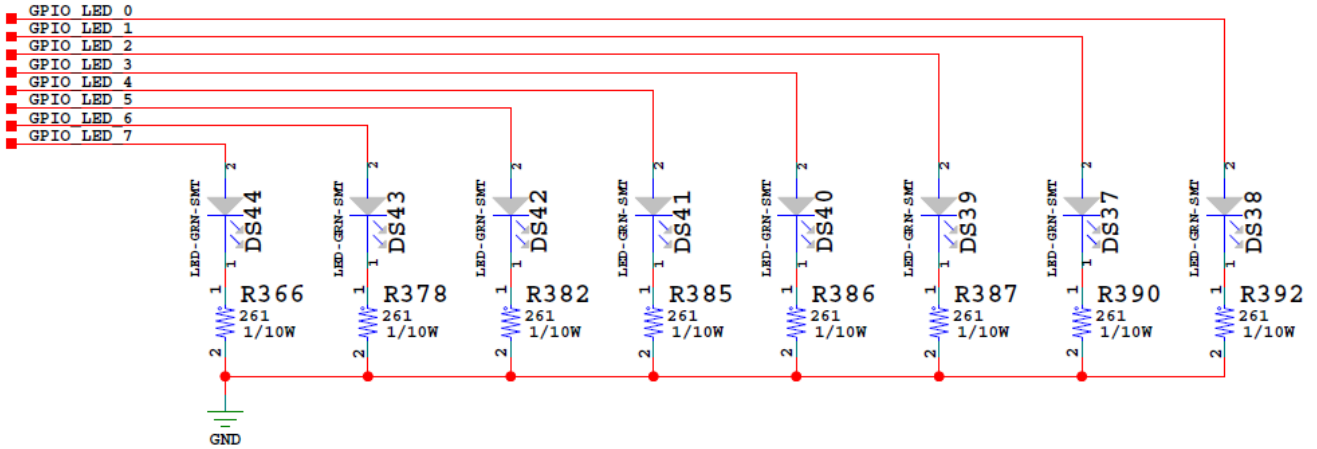 GPIO LED 0
GPIO LED 1
GPIO LED 2
GPIO LED 3
GPIO LED 4
GPIO LED 5
GPIO LED 6
GPIO LED 7
2 2 2 2 2 2 2 2
LED-GRN-SMT DS44
LED-GRN-SMT DS43
LED-GRN-SMT DS42
LED-GRN-SMT DS41
LED-GRN-SMT DS40
LED-GRN-SMT DS39
LED-GRN-SMT DS37
LED-GRN-SMT DS38
1 1 1 1 1 1 1 1
1 R366 1 R378 1 R382 1 R385 1 R386 1 R387 1 R390 1 R392
261 261 261 261 261 261 261 261
1/10W 1/10W 1/10W 1/10W 1/10W 1/10W 1/10W 1/10W
2 2 2 2 2 2 2 2
GND